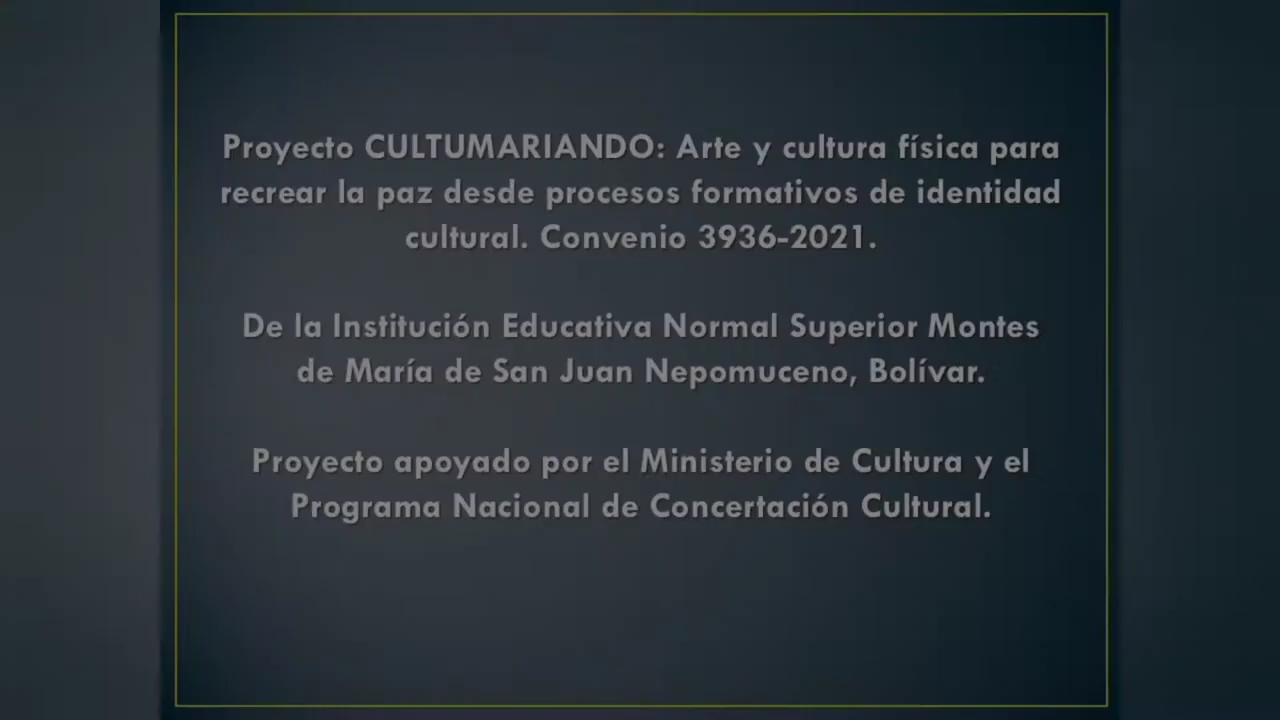 Proyecto CULTUMARIANDO: Arte y cultura física para
recrear la paz desde procesos formativos de identidad
cultural. Convenio 3936-2021.
De la Institución Educativa Normal Superior Montes
de María de San Juan Nepomuceno, Bolívar.
Proyecto apoyado por el Ministerio de Cultura y el
Programa Nacional de Concertación Cultural.